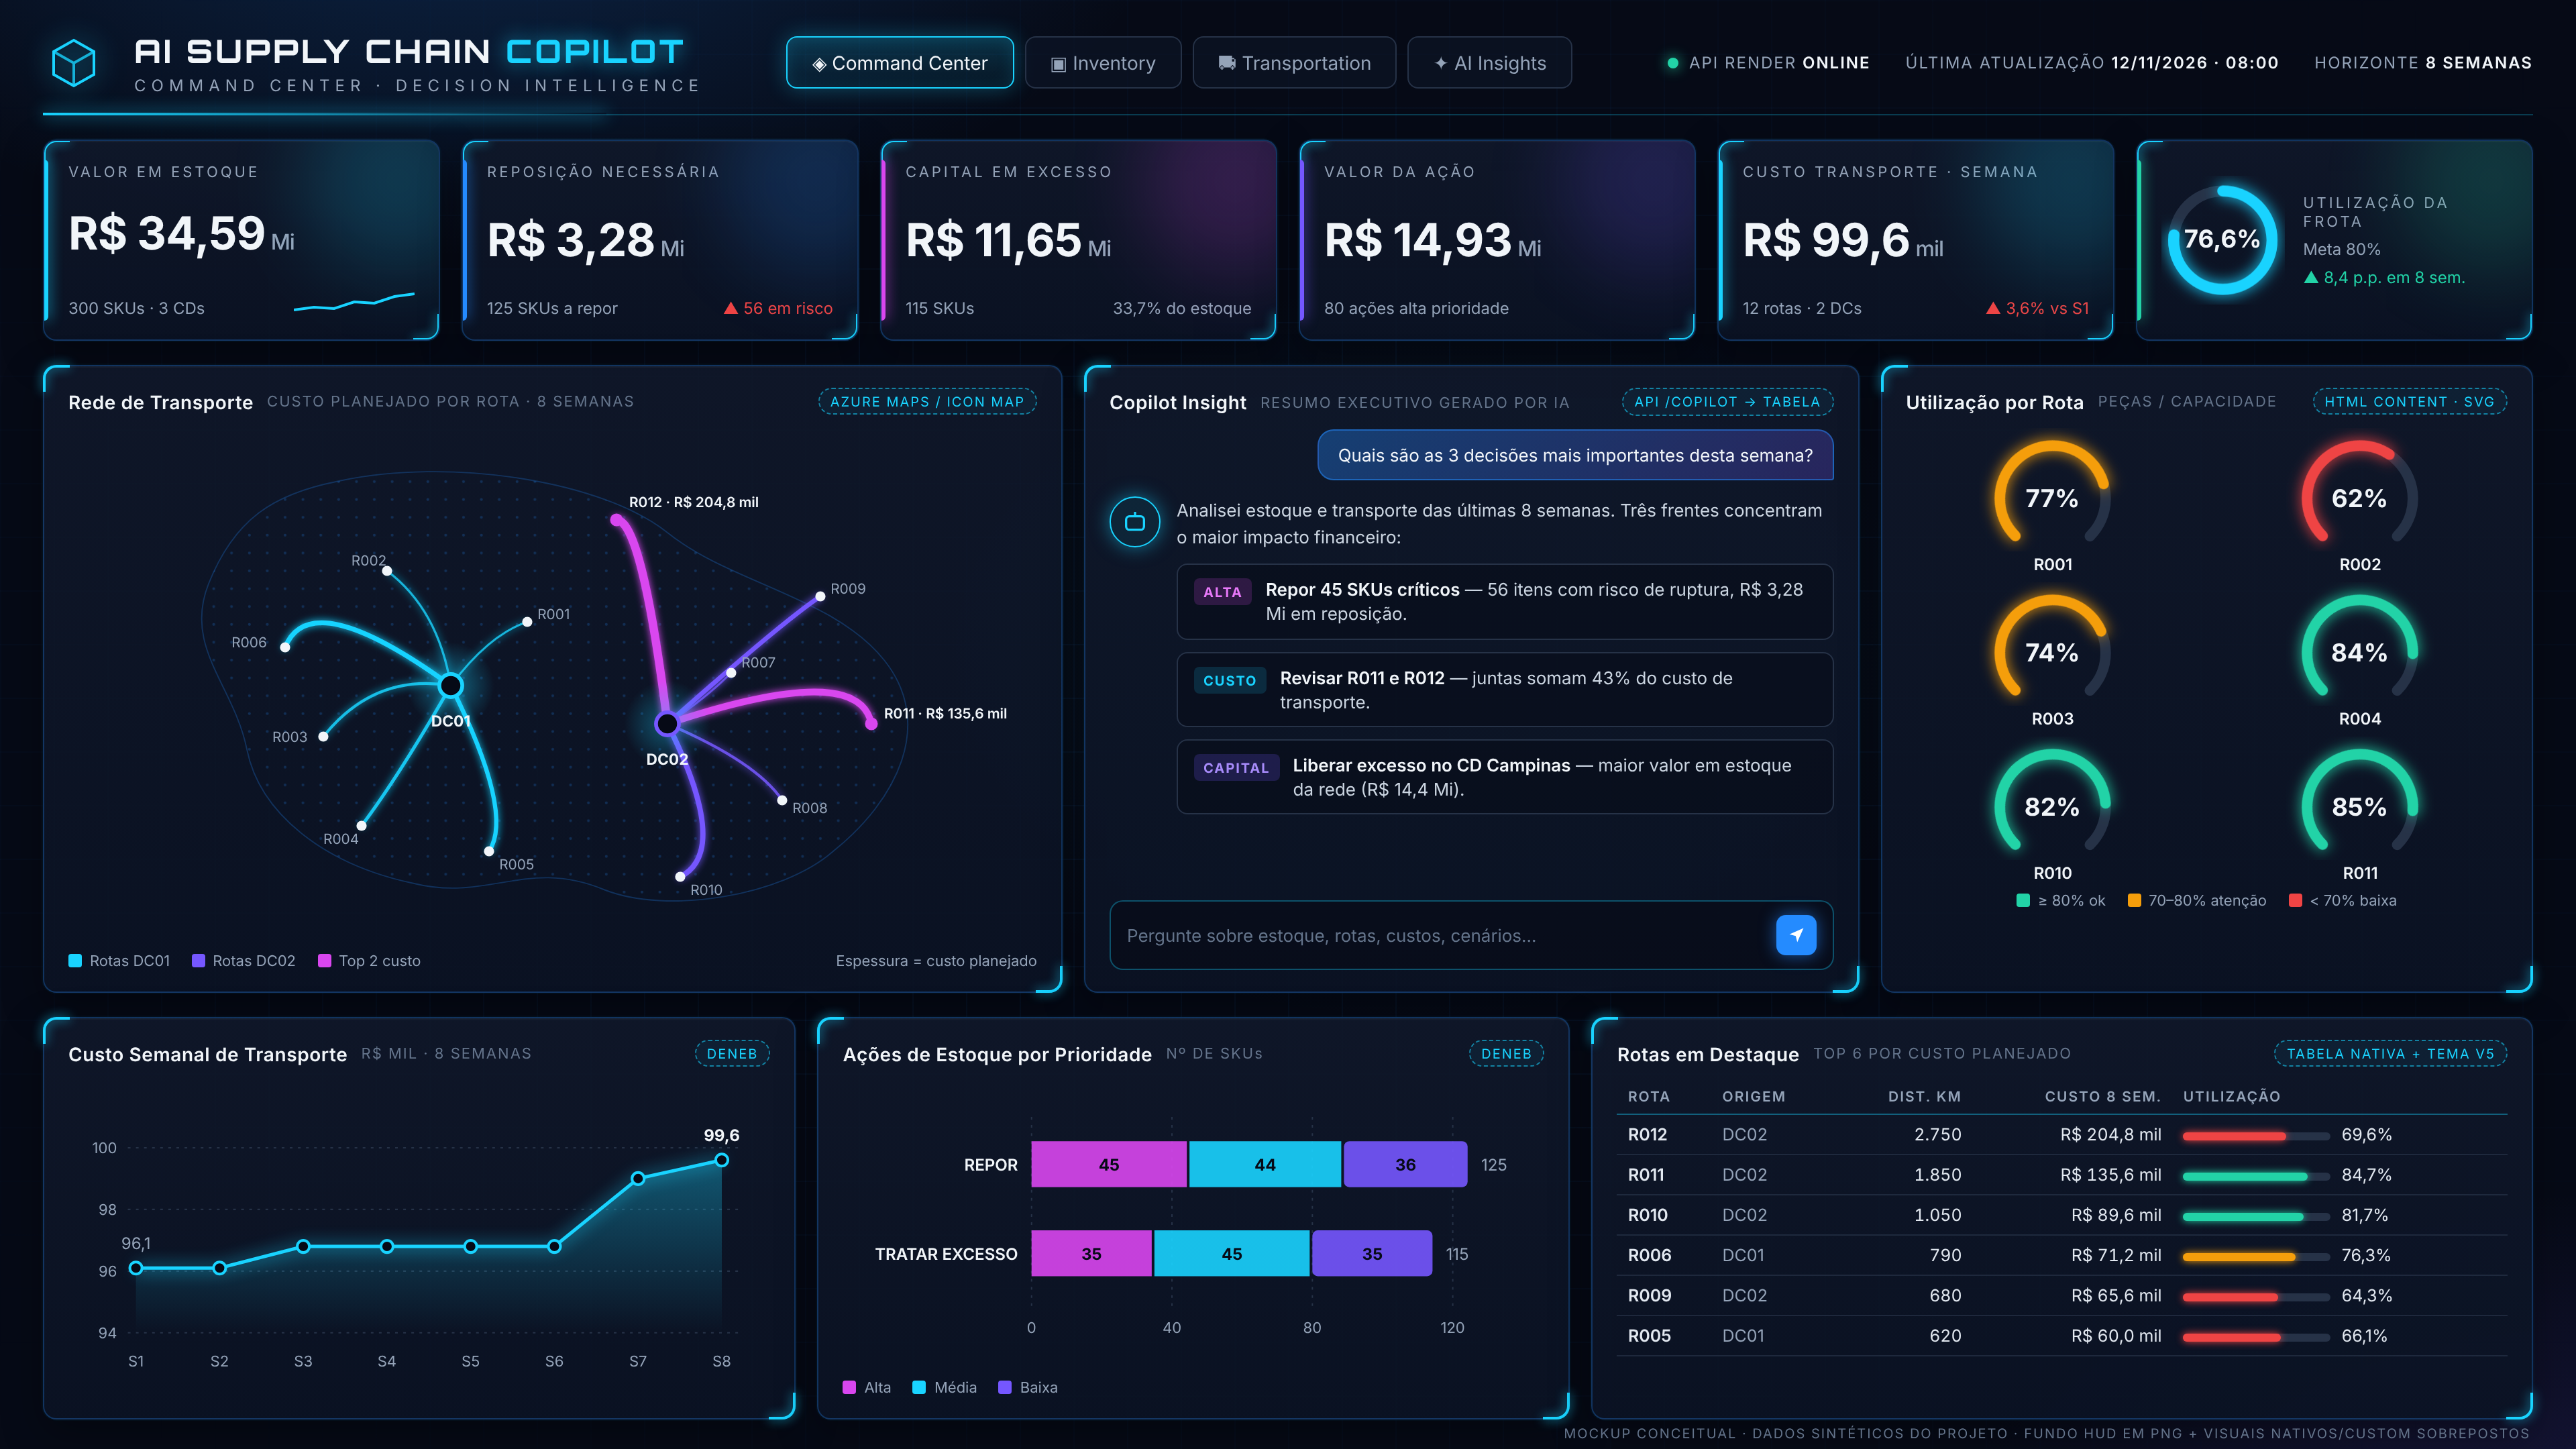 AI SUPPLY CHAIN COPILOT
COMMAND CENTER · DECISION INTELLIGENCE
◈ Command Center
▣ Inventory
⛟ Transportation
✦ AI Insights
API RENDER ONLINE
ÚLTIMA ATUALIZAÇÃO 12/11/2026 · 08:00
HORIZONTE 8 SEMANAS
VALOR EM ESTOQUE
R$ 34,59 Mi
300 SKUs · 3 CDs
REPOSIÇÃO NECESSÁRIA
R$ 3,28 Mi
125 SKUs a repor
▲ 56 em risco
CAPITAL EM EXCESSO
R$ 11,65 Mi
115 SKUs
33,7% do estoque
VALOR DA AÇÃO
R$ 14,93 Mi
80 ações alta prioridade
CUSTO TRANSPORTE · SEMANA
R$ 99,6 mil
12 rotas · 2 DCs
▲ 3,6% vs S1
76,6%
UTILIZAÇÃO DA
FROTA
Meta 80%
▲ 8,4 p.p. em 8 sem.
Rede de Transporte CUSTO PLANEJADO POR ROTA · 8 SEMANAS
AZURE MAPS / ICON MAP
R012 · R$ 204,8 mil
R002
R009
R001
R006
R007
DC01
R011 · R$ 135,6 mil
R003
DC02
R008
R004
R005
R010
Rotas DC01
Rotas DC02
Top 2 custo
Espessura = custo planejado
Copilot Insight RESUMO EXECUTIVO GERADO POR IA
API /COPILOT → TABELA
Quais são as 3 decisões mais importantes desta semana?
Analisei estoque e transporte das últimas 8 semanas. Três frentes concentram
o maior impacto financeiro:
ALTA
Repor 45 SKUs críticos — 56 itens com risco de ruptura, R$ 3,28
Mi em reposição.
CUSTO
Revisar R011 e R012 — juntas somam 43% do custo de
transporte.
CAPITAL
Liberar excesso no CD Campinas — maior valor em estoque
da rede (R$ 14,4 Mi).
Pergunte sobre estoque, rotas, custos, cenários...
Utilização por Rota PEÇAS / CAPACIDADE
HTML CONTENT · SVG
77%
R001
62%
R002
74%
R003
84%
R004
82%
R010
85%
R011
≥ 80% ok
70–80% atenção
< 70% baixa
Custo Semanal de Transporte R$ MIL · 8 SEMANAS
DENEB
99,6
100
98
96,1
96
94
S1 S2 S3 S4 S5 S6 S7 S8
Ações de Estoque por Prioridade Nº DE SKUs
DENEB
REPOR 45 44 36 125
TRATAR EXCESSO 35 45 35 115
0 40 80 120
Alta
Média
Baixa
Rotas em Destaque TOP 6 POR CUSTO PLANEJADO
TABELA NATIVA + TEMA V5
ROTA ORIGEM DIST. KM CUSTO 8 SEM. UTILIZAÇÃO
R012 DC02 2.750 R$ 204,8 mil 69,6%
R011 DC02 1.850 R$ 135,6 mil 84,7%
R010 DC02 1.050 R$ 89,6 mil 81,7%
R006 DC01 790 R$ 71,2 mil 76,3%
R009 DC02 680 R$ 65,6 mil 64,3%
R005 DC01 620 R$ 60,0 mil 66,1%
MOCKUP CONCEITUAL · DADOS SINTÉTICOS DO PROJETO · FUNDO HUD EM PNG + VISUAIS NATIVOS/CUSTOM SOBREPOSTOS